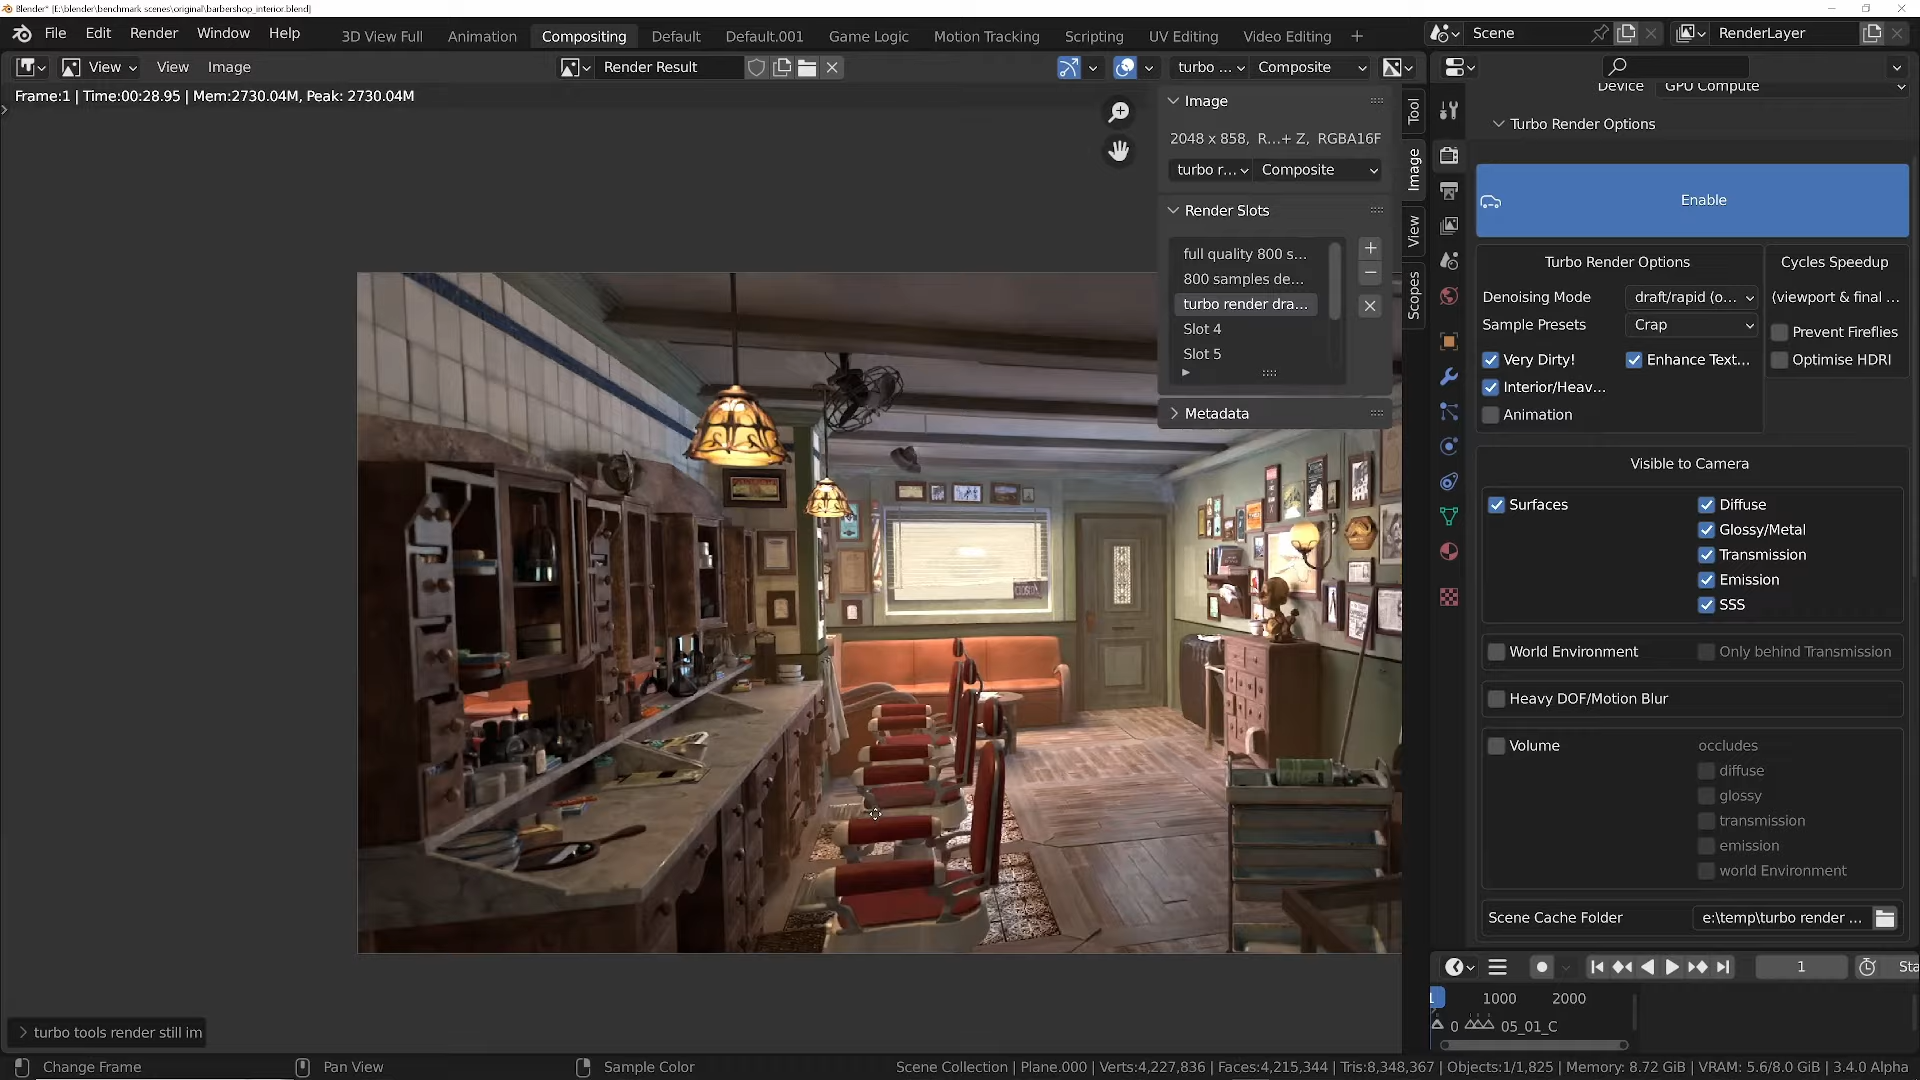 Blender* [E:\blender\benchmark scenes\original\barbershop_interior.blend]
File Edit Render Window Help
3D View Full Animation Compositing Default Default.001 Game Logic Motion Tracking Scripting UV Editing Video Editing +
Scene
RenderLayer
View View Image
Render Result
turbo ... Composite
Frame:1 | Time:00:28.95 | Mem:2730.04M, Peak: 2730.04M
Image
2048 x 858, R...+ Z, RGBA16F
turbo r... Composite
Render Slots
full quality 800 s...
800 samples de...
turbo render dra...
Slot 4
Slot 5
Metadata
Tool
Image
View
Scopes
Device GPU Compute
Turbo Render Options
Enable
Turbo Render Options
Cycles Speedup
Denoising Mode draft/rapid (o...
(viewport & final ...
Sample Presets Crap
Prevent Fireflies
Very Dirty! Enhance Text...
Optimise HDRI
Interior/Heav...
Animation
Visible to Camera
Surfaces
Diffuse
Glossy/Metal
Transmission
Emission
SSS
World Environment Only behind Transmission
Heavy DOF/Motion Blur
Volume occludes
diffuse
glossy
transmission
emission
world Environment
Scene Cache Folder e:\temp\turbo render ...
1 Sta
1 1000 2000
0 05_01_C
turbo tools render still im
Change Frame Pan View Sample Color
Scene Collection | Plane.000 | Verts:4,227,836 | Faces:4,215,344 | Tris:8,348,367 | Objects:1/1,825 | Memory: 8.72 GiB | VRAM: 5.6/8.0 GiB | 3.4.0 Alpha